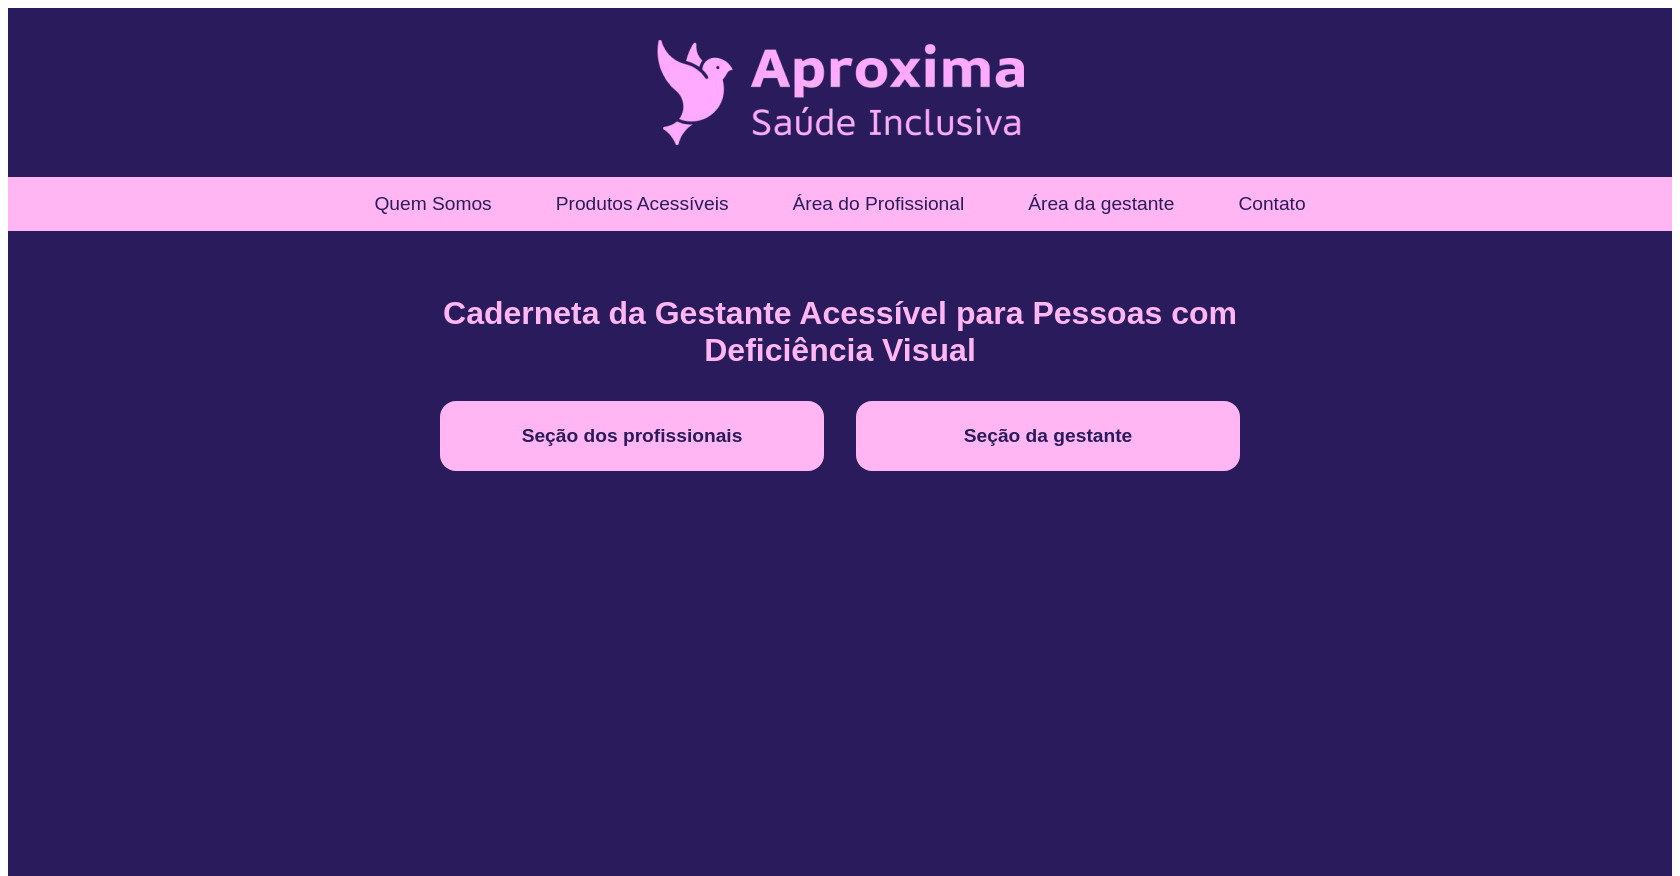 Aproxima
Saúde Inclusiva
Quem Somos Produtos Acessíveis Área do Profissional Área da gestante Contato
Caderneta da Gestante Acessível para Pessoas com
Deficiência Visual
Seção dos profissionais Seção da gestante